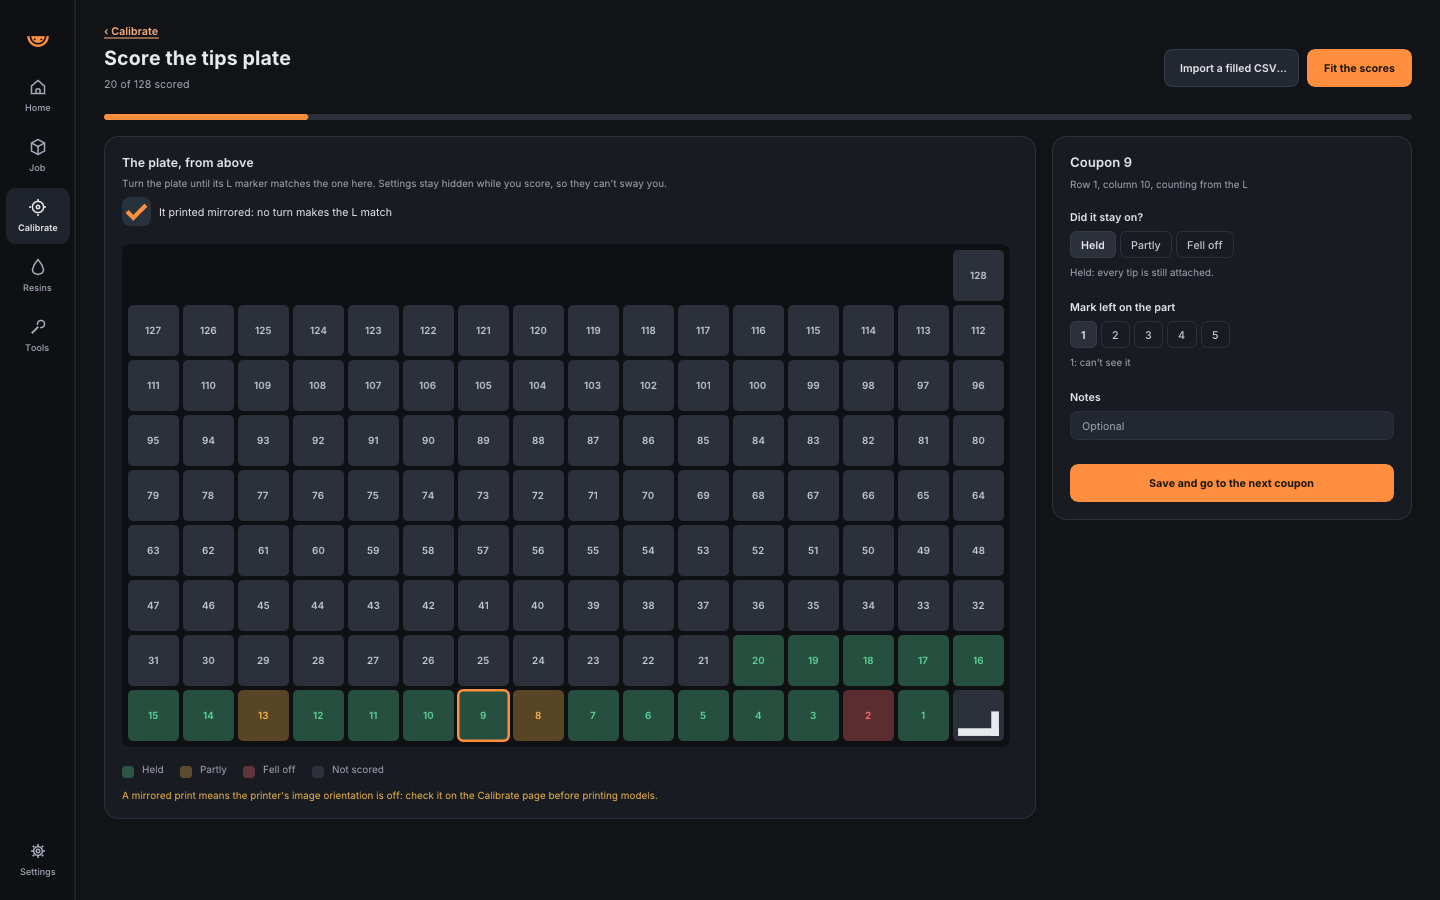 ‹ Calibrate
Score the tips plate
20 of 128 scored
Import a filled CSV...
Fit the scores
Home
Job
Calibrate
Resins
Tools
Settings
The plate, from above
Turn the plate until its L marker matches the one here. Settings stay hidden while you score, so they can't sway you.
It printed mirrored: no turn makes the L match
128
127 126 125 124 123 122 121 120 119 118 117 116 115 114 113 112
111 110 109 108 107 106 105 104 103 102 101 100 99 98 97 96
95 94 93 92 91 90 89 88 87 86 85 84 83 82 81 80
79 78 77 76 75 74 73 72 71 70 69 68 67 66 65 64
63 62 61 60 59 58 57 56 55 54 53 52 51 50 49 48
47 46 45 44 43 42 41 40 39 38 37 36 35 34 33 32
31 30 29 28 27 26 25 24 23 22 21 20 19 18 17 16
15 14 13 12 11 10 9 8 7 6 5 4 3 2 1
Held Partly Fell off Not scored
A mirrored print means the printer's image orientation is off: check it on the Calibrate page before printing models.
Coupon 9
Row 1, column 10, counting from the L
Did it stay on?
Held Partly Fell off
Held: every tip is still attached.
Mark left on the part
1 2 3 4 5
1: can't see it
Notes
Optional
Save and go to the next coupon